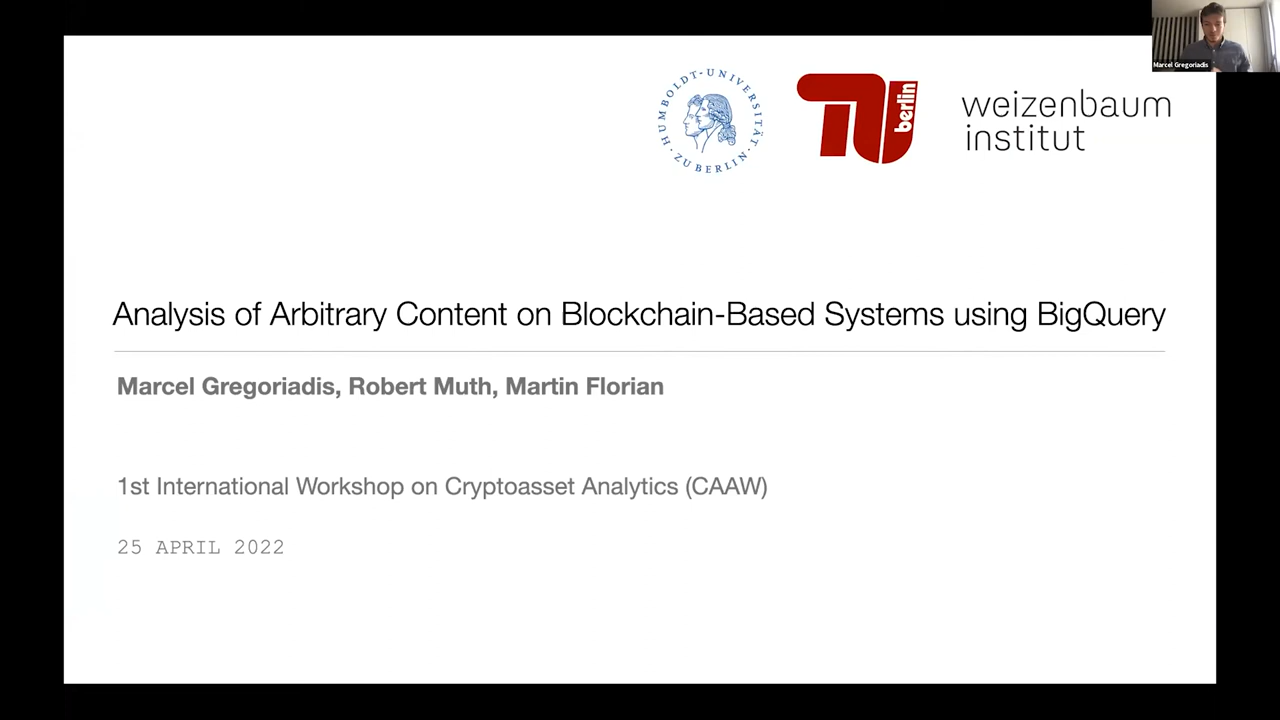 Marcel Gregoriadis
HUMBOLDT-UNIVERSITÄT
· ZU BERLIN ·
TU berlin
weizenbaum
institut
Analysis of Arbitrary Content on Blockchain-Based Systems using BigQuery
Marcel Gregoriadis, Robert Muth, Martin Florian
1st International Workshop on Cryptoasset Analytics (CAAW)
25 APRIL 2022